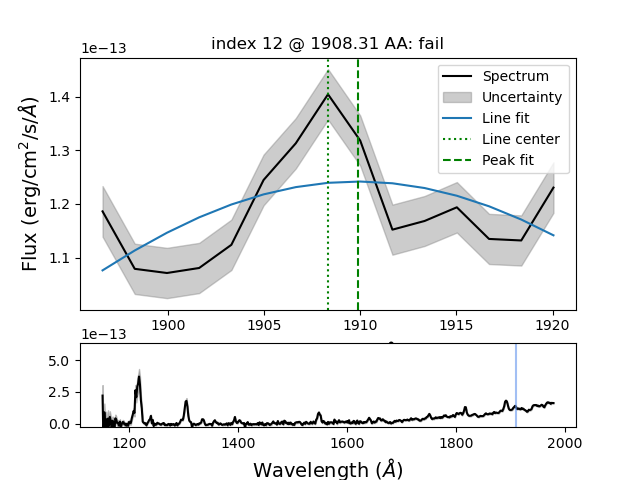 index 12 @ 1908.31 AA: fail
1e−13
Flux (erg/cm²/s/Å)
1.4
1.3
1.2
1.1
Spectrum
Uncertainty
Line fit
Line center
Peak fit
1900
1905
1910
1915
1920
1e−13
5.0
2.5
0.0
1200
1400
1600
1800
2000
Wavelength (Å)